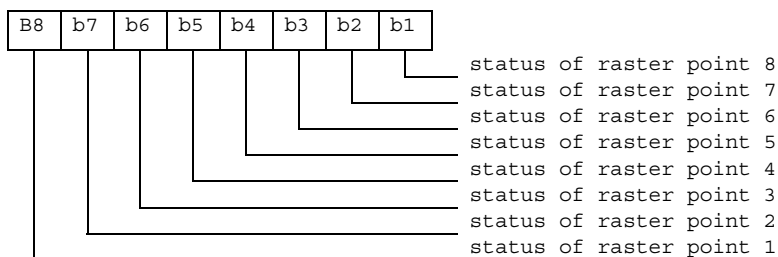 B8 b7 b6 b5 b4 b3 b2 b1
status of raster point 8
status of raster point 7
status of raster point 6
status of raster point 5
status of raster point 4
status of raster point 3
status of raster point 2
status of raster point 1